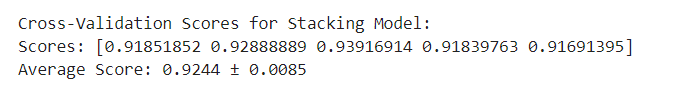 Cross-Validation Scores for Stacking Model:
Scores: [0.91851852 0.92888889 0.93916914 0.91839763 0.91691395]
Average Score: 0.9244 ± 0.0085